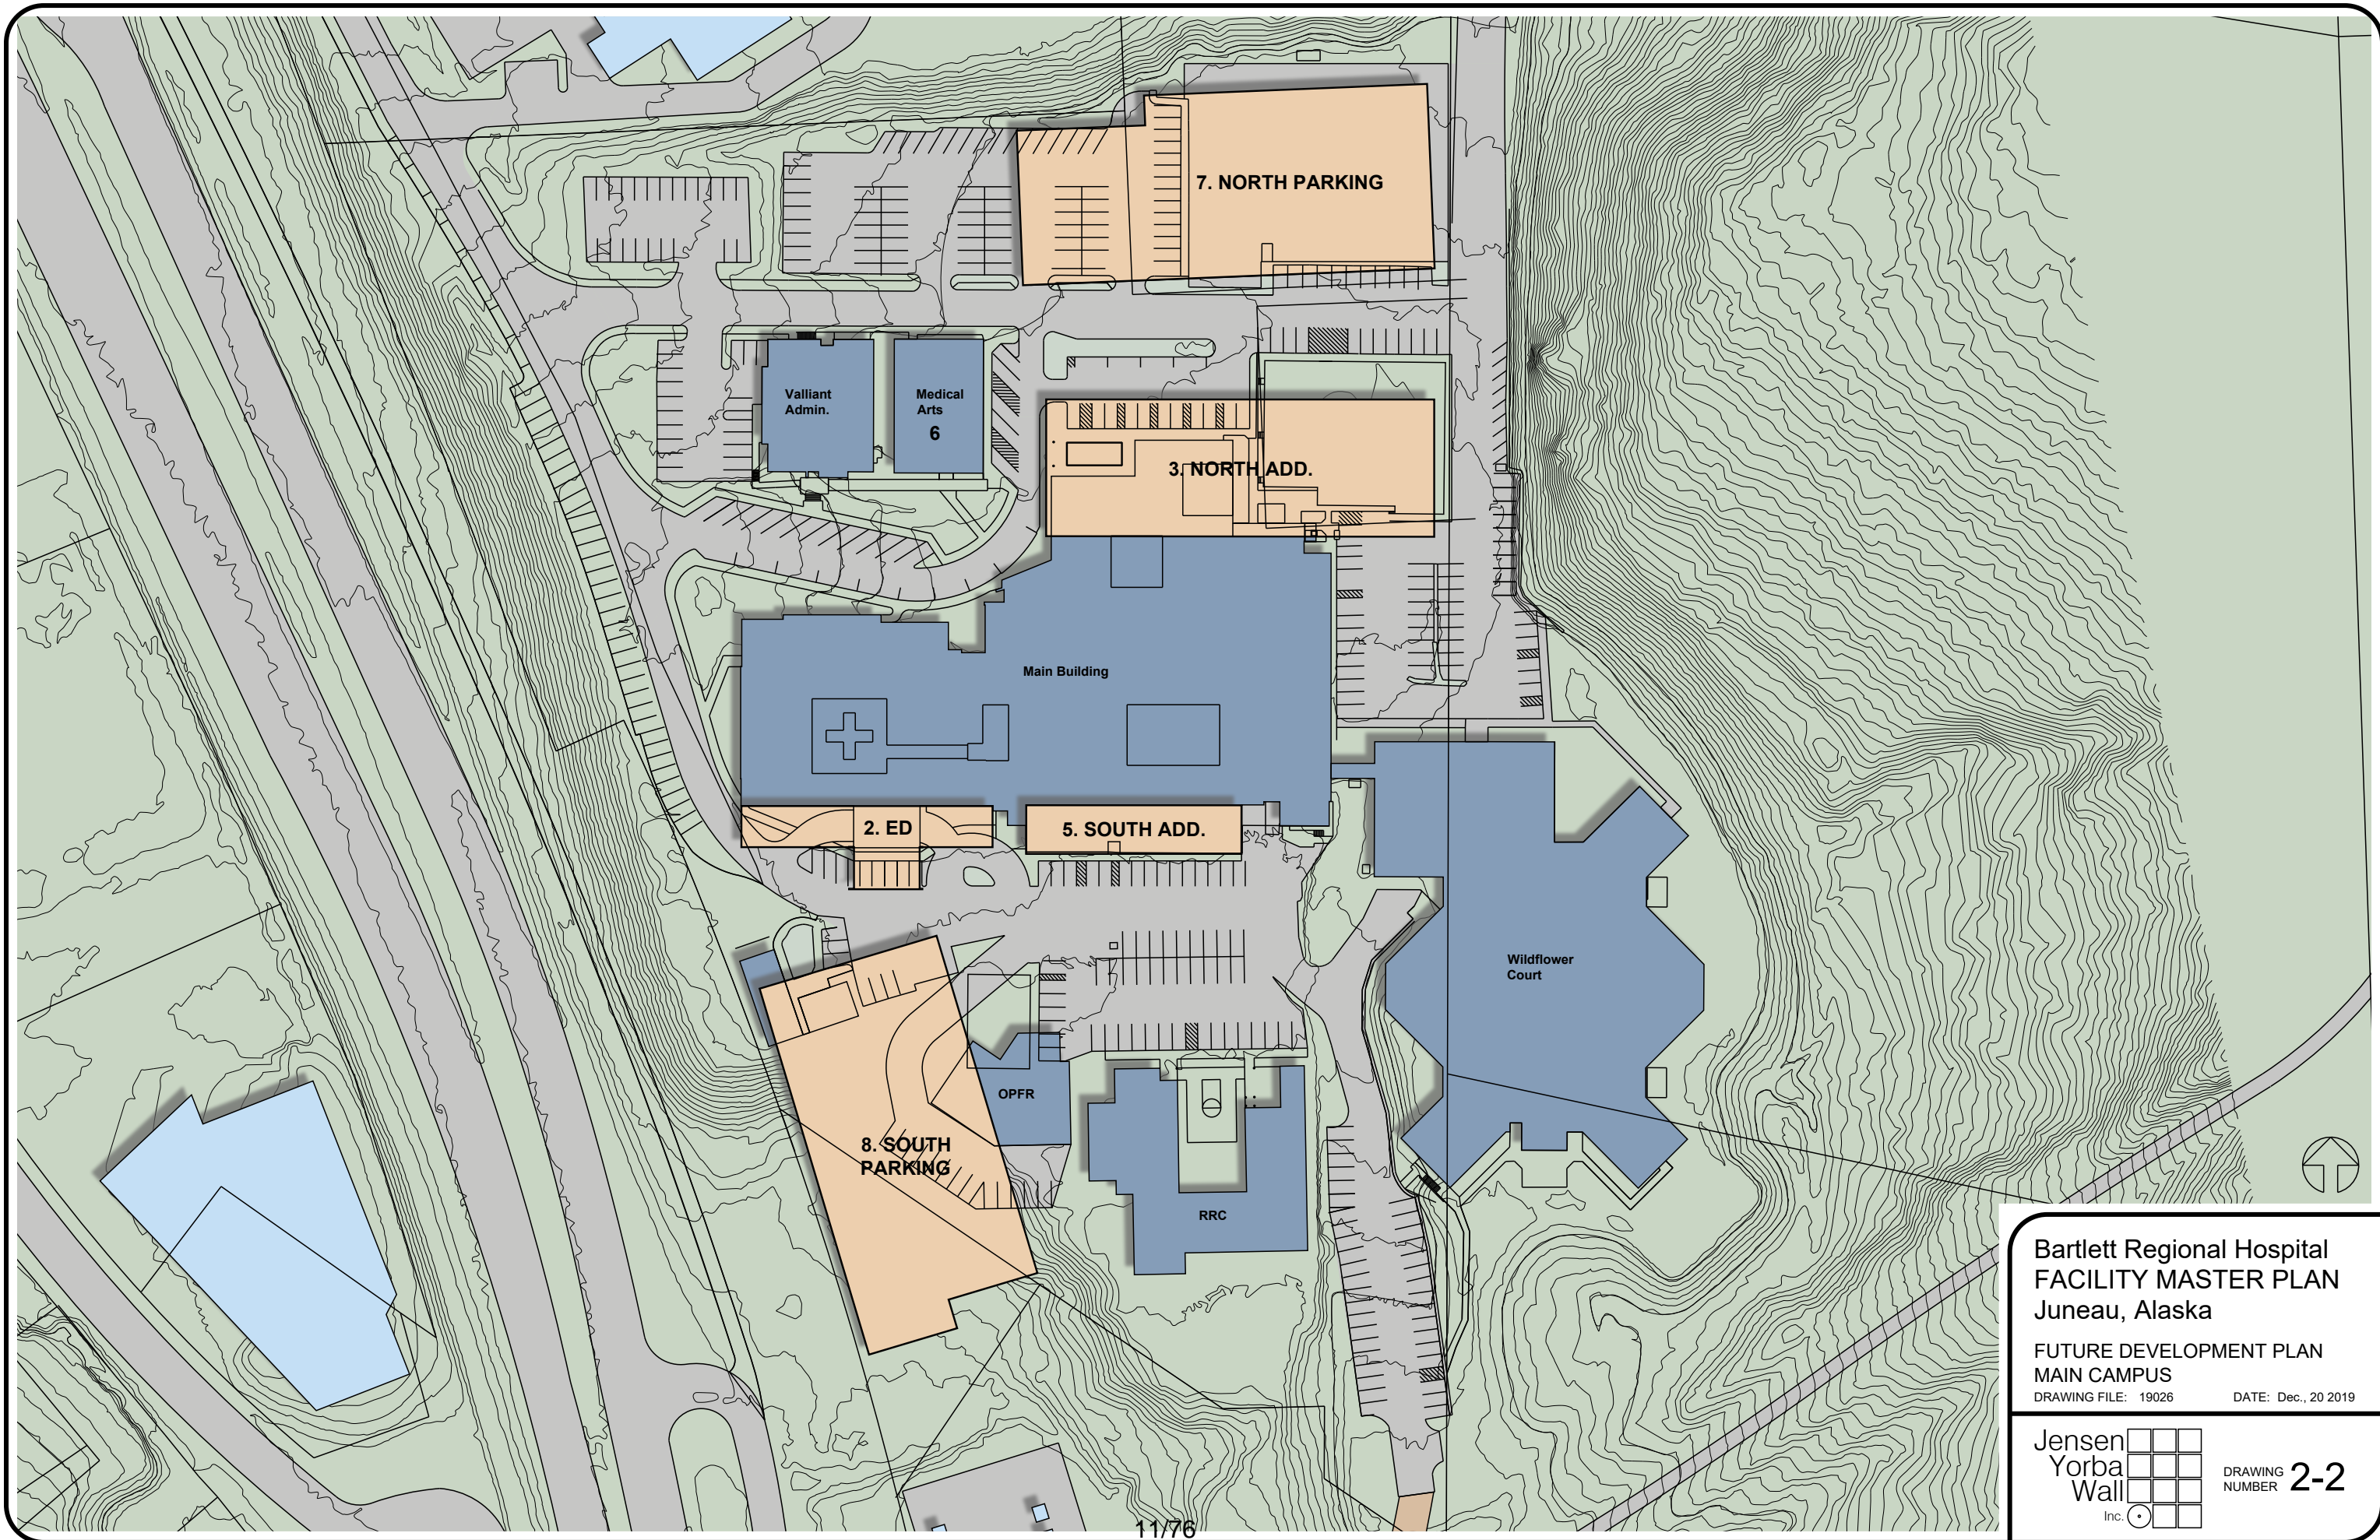 7. NORTH PARKING
Valliant
Admin.
Medical
Arts
6
3. NORTH ADD.
Main Building
2. ED
5. SOUTH ADD.
Wildflower
Court
OPFR
8. SOUTH
PARKING
RRC
Bartlett Regional Hospital
FACILITY MASTER PLAN
Juneau, Alaska
FUTURE DEVELOPMENT PLAN
MAIN CAMPUS
DRAWING FILE: 19026 DATE: Dec., 20 2019
Jensen
Yorba
Wall
Inc.
DRAWING
NUMBER 2-2
11/76